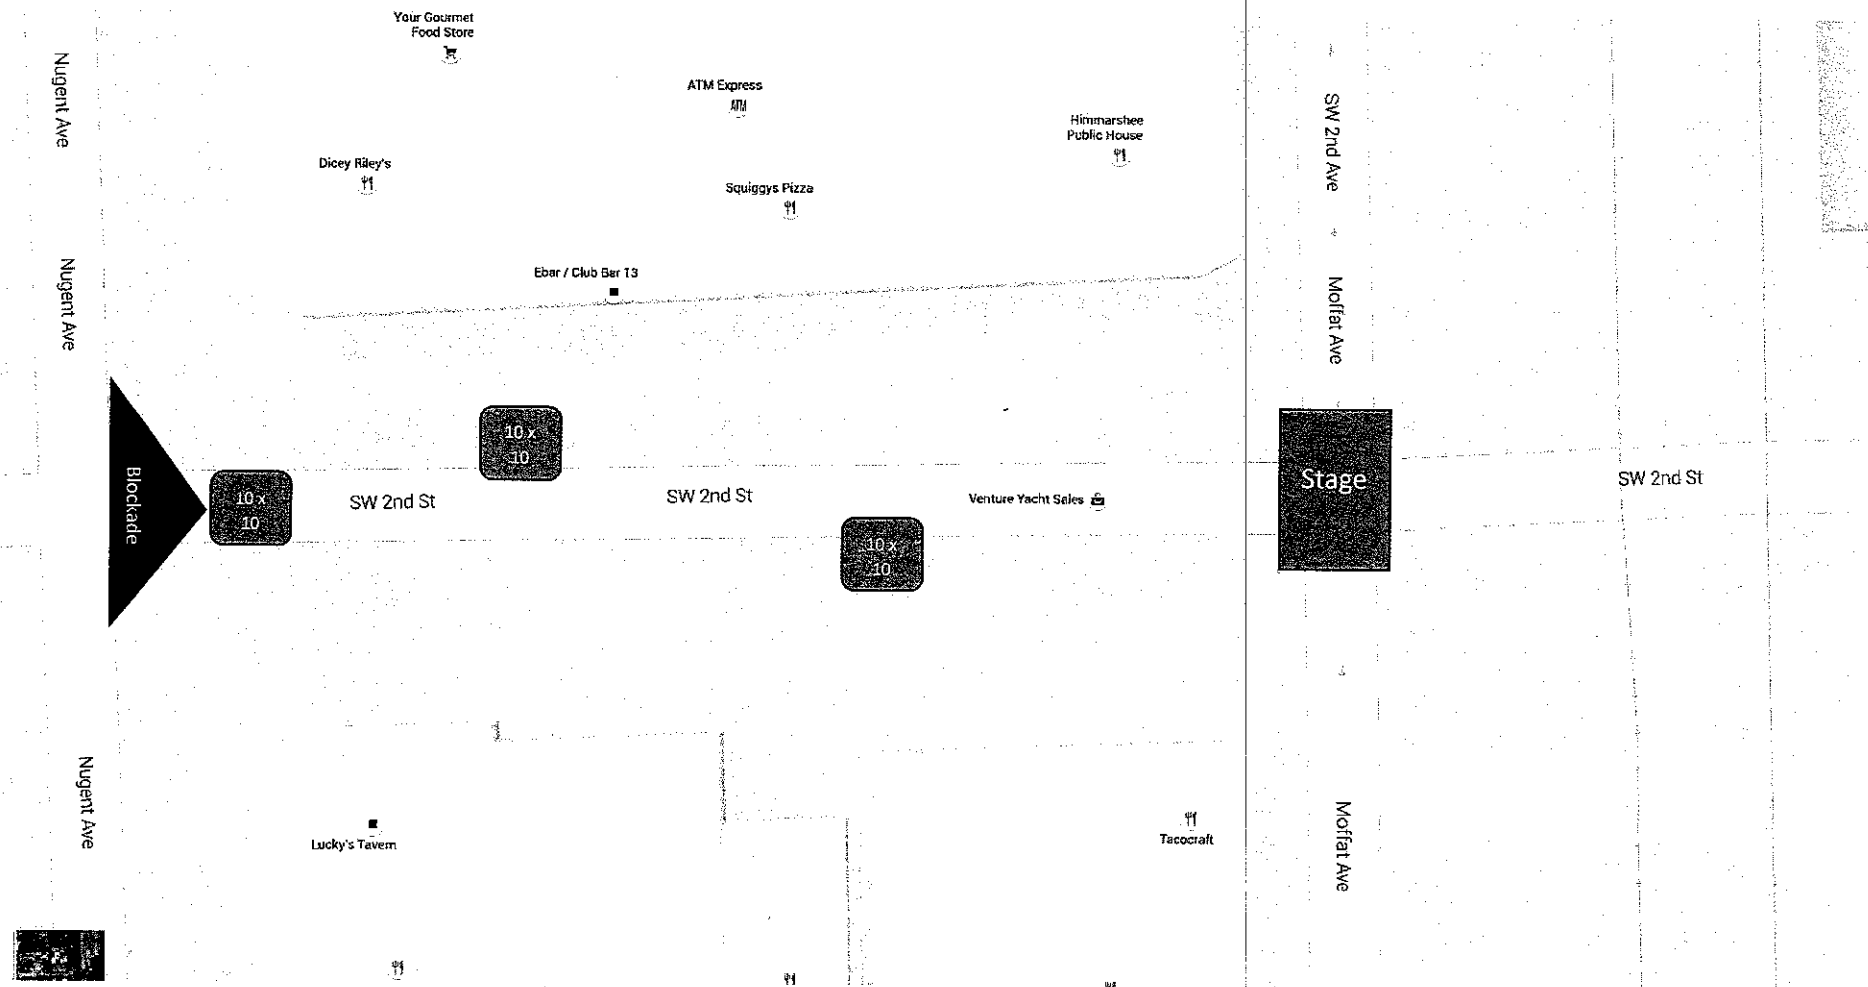 Your Gourmet
Food Store
Nugent Ave
ATM Express
ATM
SW 2nd Ave
Himmarshee
Public House
Dicey Riley's
Squiggys Pizza
Nugent Ave
Ebar / Club Bar 13
Moffat Ave
10 x
10
Blockade
10 x
10
SW 2nd St
SW 2nd St
Venture Yacht Sales
Stage
SW 2nd St
10 x
10
Nugent Ave
Lucky's Tavern
Tacocraft
Moffat Ave